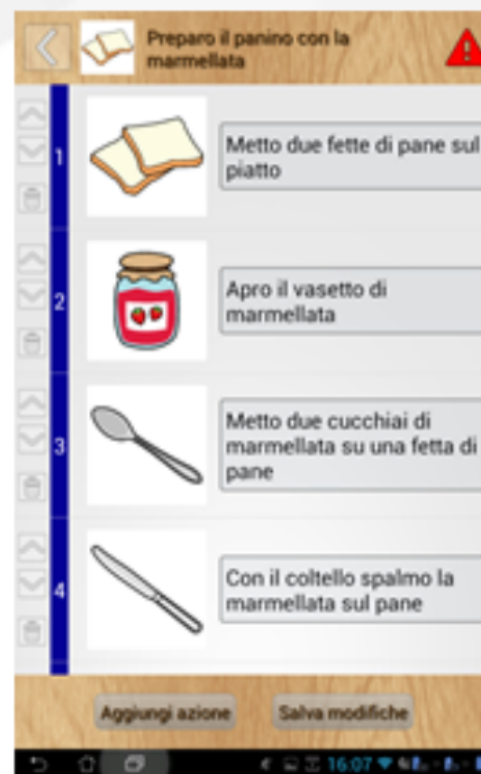 Preparo il panino con la
marmellata
1
Metto due fette di pane sul
piatto
2
Apro il vasetto di
marmellata
3
Metto due cucchiai di
marmellata su una fetta di
pane
4
Con il coltello spalmo la
marmellata sul pane
Aggiungi azione
Salva modifiche
16:07